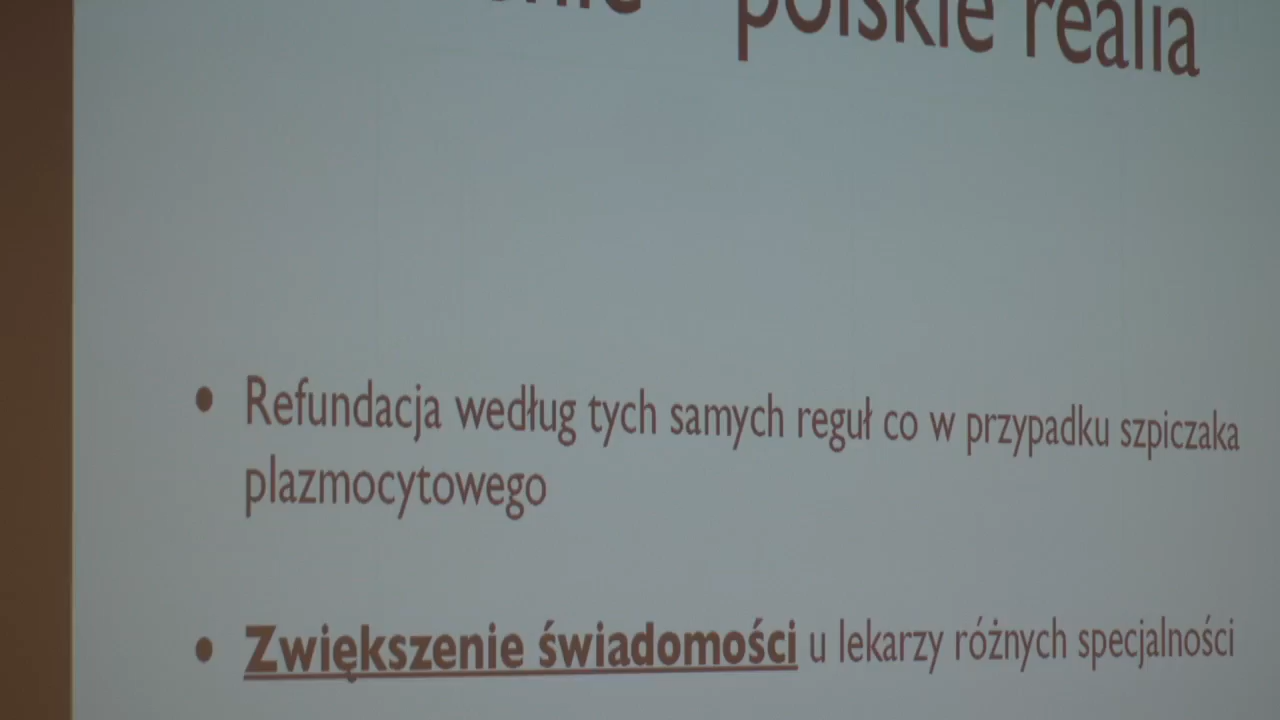 polskie realia
• Refundacja według tych samych reguł co w przypadku szpiczaka
plazmocytowego
• Zwiększenie świadomości u lekarzy różnych specjalności